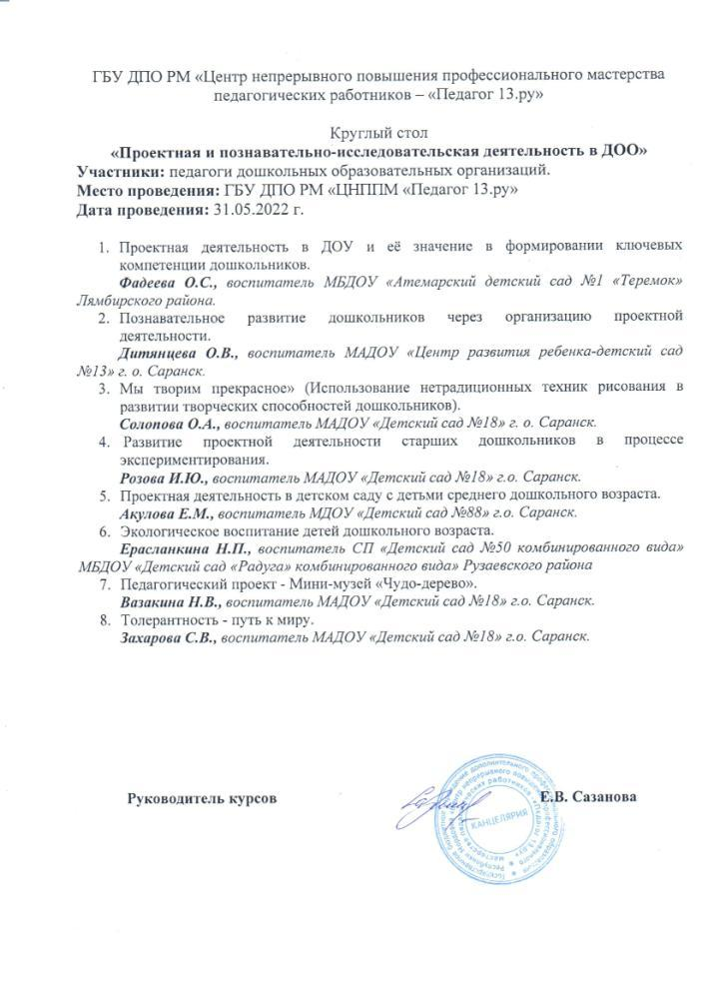 ГБУ ДПО РМ «Центр непрерывного повышения профессионального мастерства
педагогических работников – «Педагог 13.ру»
Круглый стол
«Проектная и познавательно-исследовательская деятельность в ДОО»
Участники: педагоги дошкольных образовательных организаций.
Место проведения: ГБУ ДПО РМ «ЦНППМ «Педагог 13.ру»
Дата проведения: 31.05.2022 г.
1. Проектная деятельность в ДОУ и её значение в формировании ключевых
компетенции дошкольников.
Фадеева О.С., воспитатель МБДОУ «Атемарский детский сад №1 «Теремок»
Лямбирского района.
2. Познавательное развитие дошкольников через организацию проектной
деятельности.
Дитянцева О.В., воспитатель МАДОУ «Центр развития ребенка-детский сад
№13» г. о. Саранск.
3. Мы творим прекрасное» (Использование нетрадиционных техник рисования в
развитии творческих способностей дошкольников).
Солопова О.А., воспитатель МАДОУ «Детский сад №18» г. о. Саранск.
4. Развитие проектной деятельности старших дошкольников в процессе
экспериментирования.
Розова И.Ю., воспитатель МАДОУ «Детский сад №18» г.о. Саранск.
5. Проектная деятельность в детском саду с детьми среднего дошкольного возраста.
Акулова Е.М., воспитатель МДОУ «Детский сад №88» г.о. Саранск.
6. Экологическое воспитание детей дошкольного возраста.
Ерасланкина Н.П., воспитатель СП «Детский сад №50 комбинированного вида»
МБДОУ «Детский сад «Радуга» комбинированного вида» Рузаевского района
7. Педагогический проект - Мини-музей «Чудо-дерево».
Вазакина Н.В., воспитатель МАДОУ «Детский сад №18» г.о. Саранск.
8. Толерантность - путь к миру.
Захарова С.В., воспитатель МАДОУ «Детский сад №18» г.о. Саранск.
Руководитель курсов
Е.В. Сазанова
КАНЦЕЛЯРИЯ